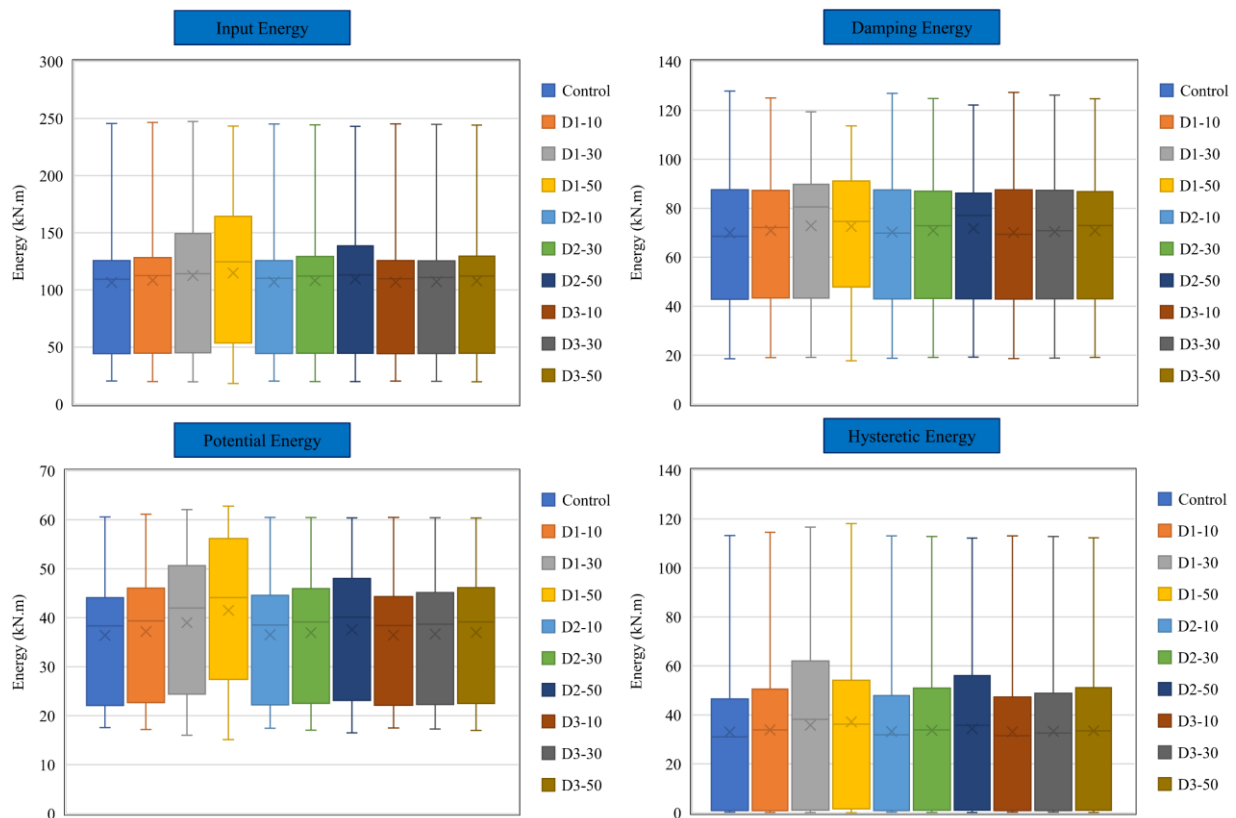 Input Energy
300
250
200
150
100
50
0
Energy (kN.m)
Control
D1-10
D1-30
D1-50
D2-10
D2-30
D2-50
D3-10
D3-30
D3-50
Damping Energy
140
120
100
80
60
40
20
0
Energy (kN.m)
Control
D1-10
D1-30
D1-50
D2-10
D2-30
D2-50
D3-10
D3-30
D3-50
Potential Energy
70
60
50
40
30
20
10
0
Energy (kN.m)
Control
D1-10
D1-30
D1-50
D2-10
D2-30
D2-50
D3-10
D3-30
D3-50
Hysteretic Energy
140
120
100
80
60
40
20
0
Energy (kN.m)
Control
D1-10
D1-30
D1-50
D2-10
D2-30
D2-50
D3-10
D3-30
D3-50